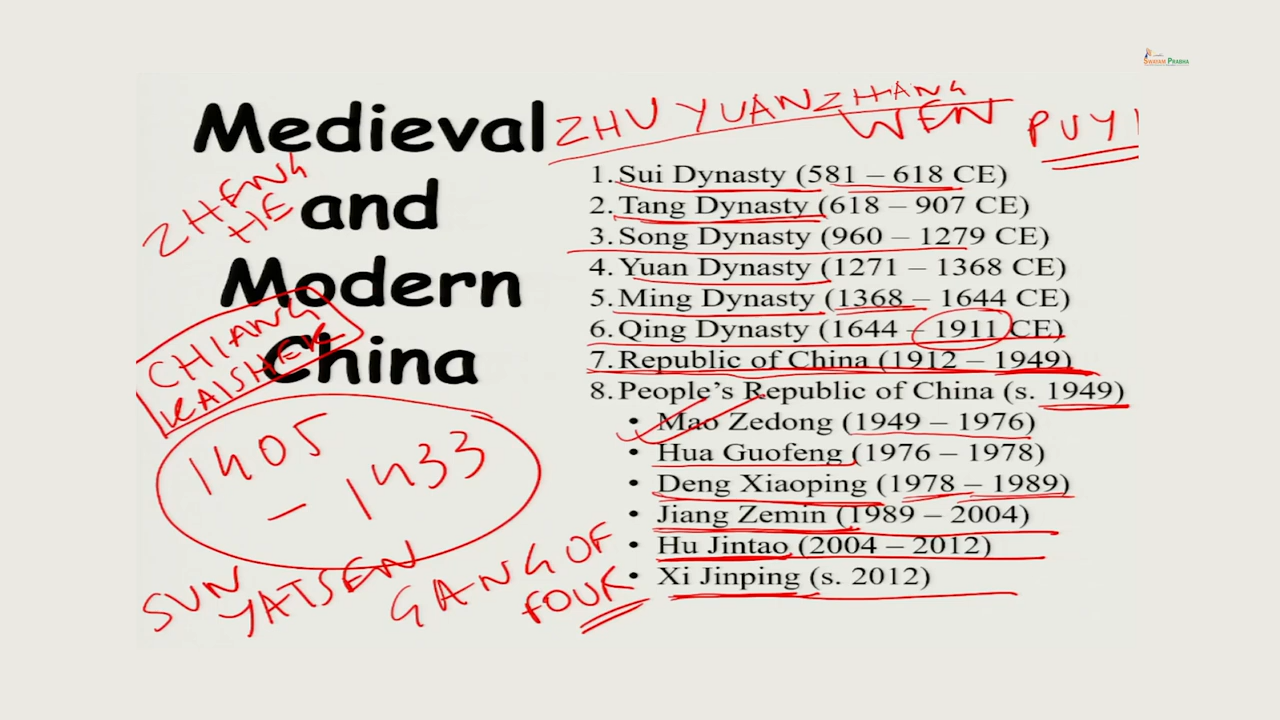 SWAYAM PRABHA
Medieval
and
Modern
China
ZHU YUANZHANG
WEN
PUYI
ZHENG
HE
CHIANG
KAISHEK
1405
– 1433
SUN
YATSEN
GANG OF
FOUR
1. Sui Dynasty (581 – 618 CE)
2. Tang Dynasty (618 – 907 CE)
3. Song Dynasty (960 – 1279 CE)
4. Yuan Dynasty (1271 – 1368 CE)
5. Ming Dynasty (1368 – 1644 CE)
6. Qing Dynasty (1644 – 1911 CE)
7. Republic of China (1912 – 1949)
8. People’s Republic of China (s. 1949)
• Mao Zedong (1949 – 1976)
• Hua Guofeng (1976 – 1978)
• Deng Xiaoping (1978 – 1989)
• Jiang Zemin (1989 – 2004)
• Hu Jintao (2004 – 2012)
• Xi Jinping (s. 2012)